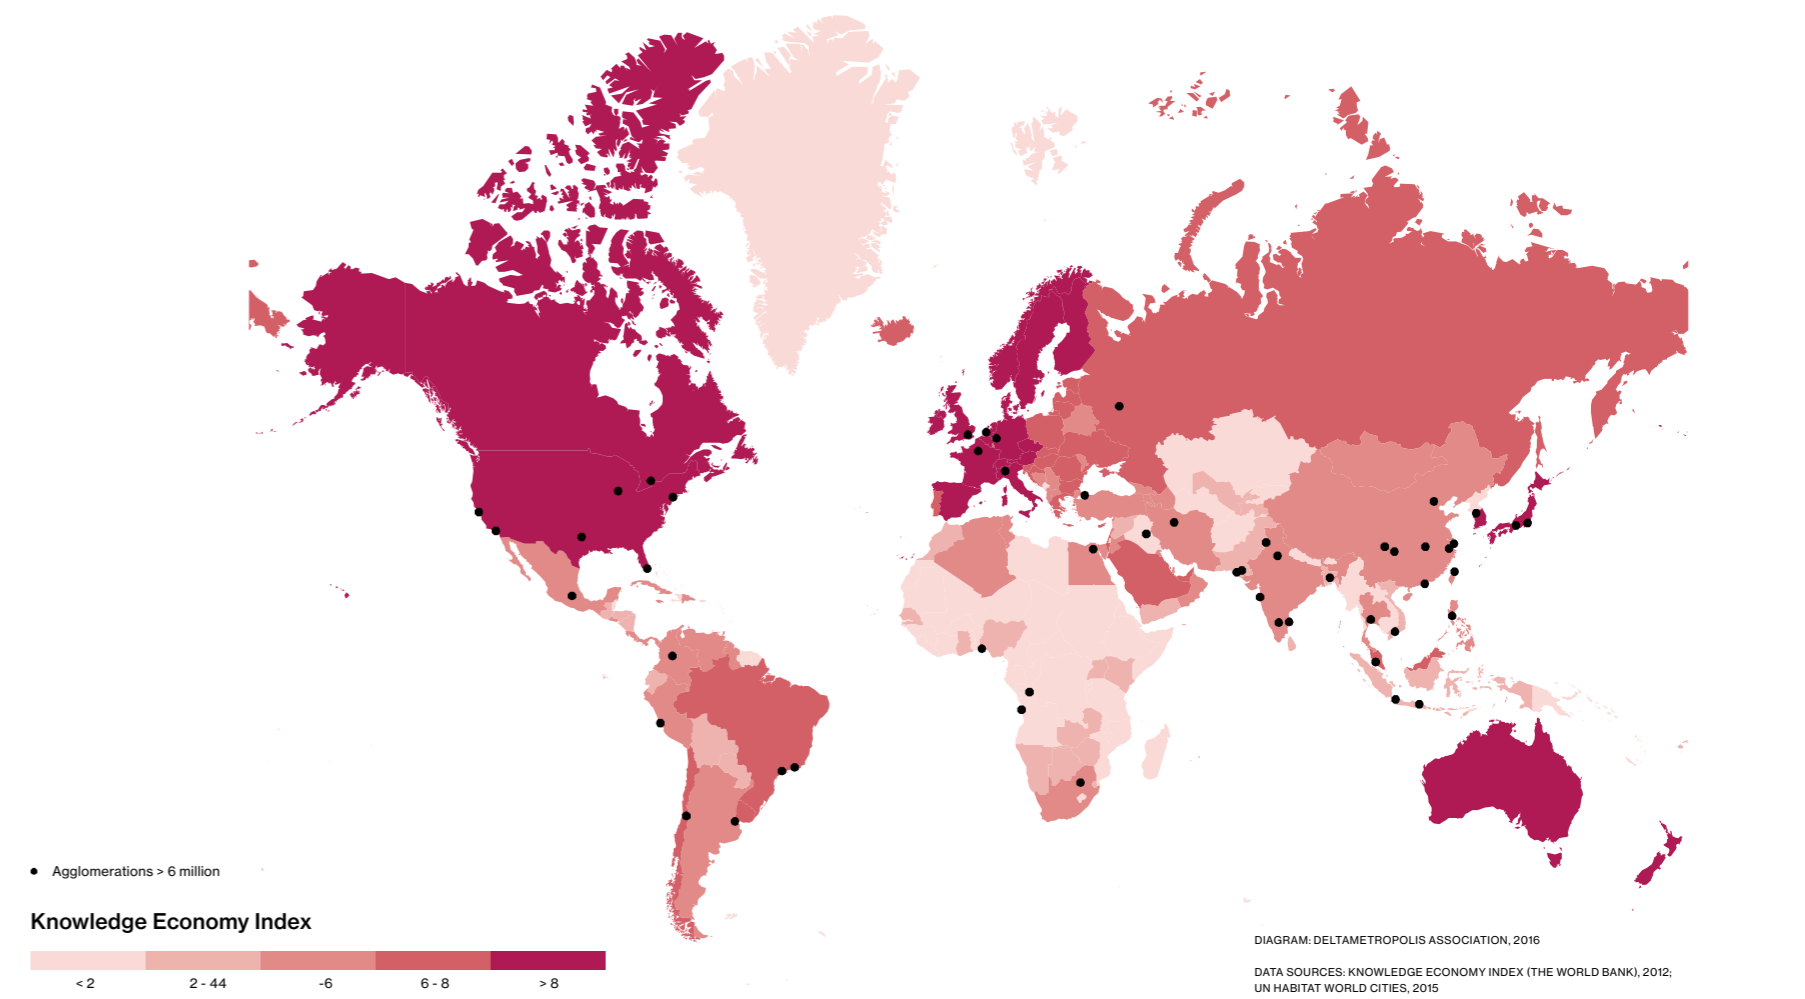 Agglomerations > 6 million
Knowledge Economy Index
< 2
2 - 44
-6
6 - 8
> 8
DIAGRAM: DELTAMETROPOLIS ASSOCIATION, 2016
DATA SOURCES: KNOWLEDGE ECONOMY INDEX (THE WORLD BANK), 2012;
UN HABITAT WORLD CITIES, 2015